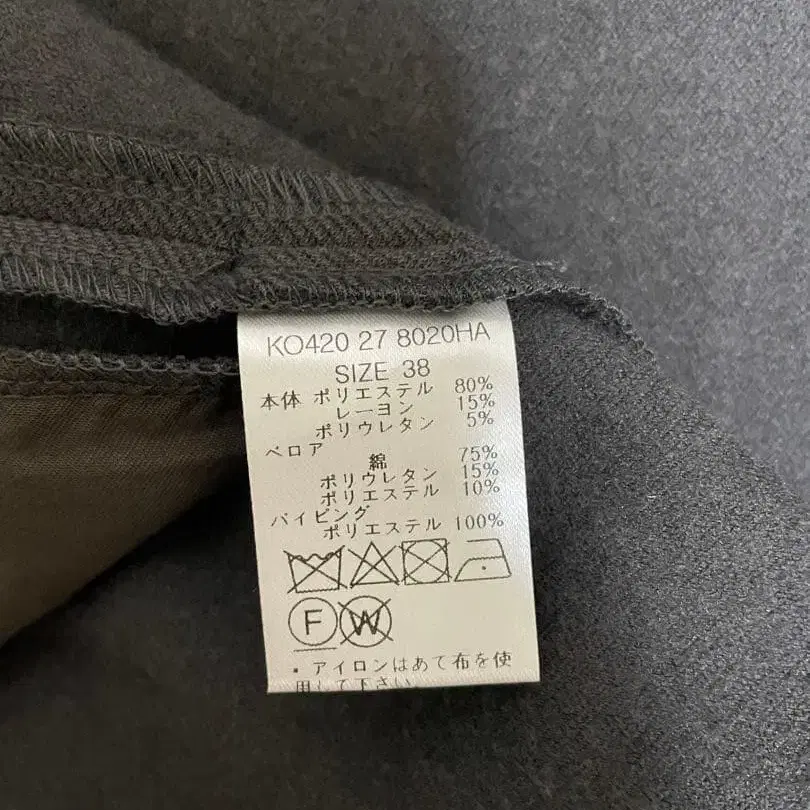 KO420 27 8020HA
SIZE 38
本体 ポリエステル 80%
レーヨン 15%
ポリウレタン 5%
ベロア
綿 75%
ポリウレタン 15%
ポリエステル 10%
パイピング
ポリエステル 100%
F W
・アイロンはあて布を使
用して下さい。